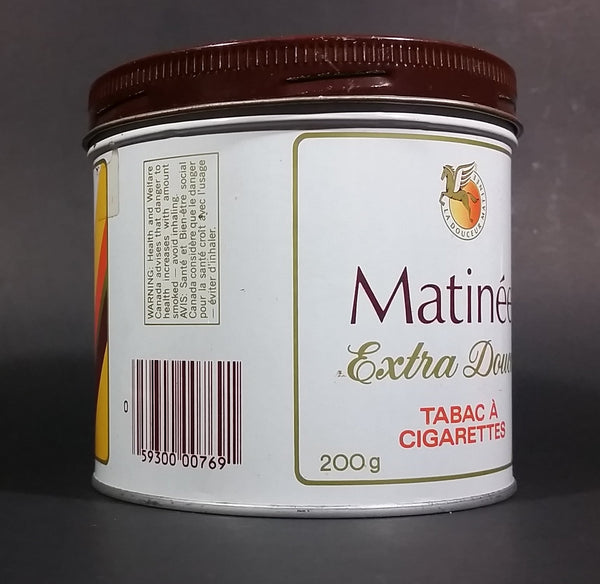 WARNING: Health and Welfare
Canada advises that danger to
health increases with amount
smoked — avoid inhaling.
AVIS: Santé et Bien-être social
Canada considère que le danger
pour la santé croît avec l'usage
— éviter d'inhaler.
0
59300 00769
LA DOUCEUR MATINÉE
Matinée
Extra Dou
TABAC À
CIGARETTES
200g